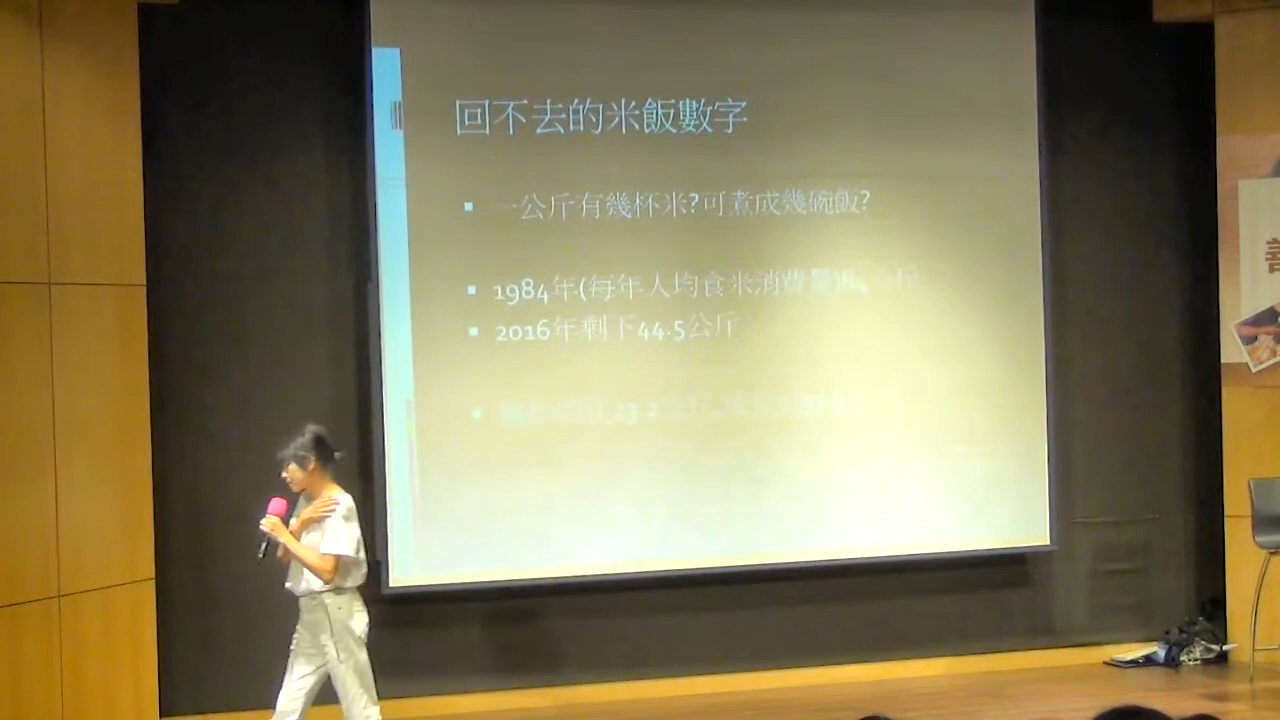 回不去的米飯數字
一公斤有幾杯米?可煮成幾碗飯?
1984年(每年人均食米消費量 公斤
2016年剩下44.5公斤